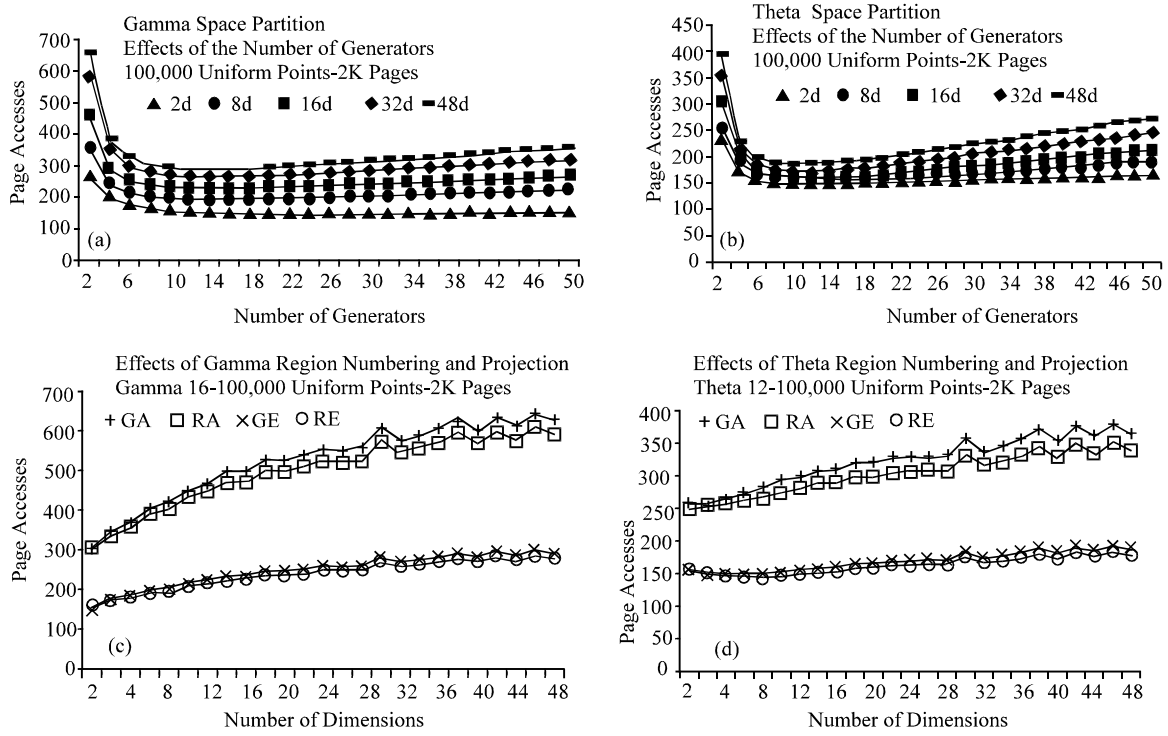 Gamma Space Partition
Effects of the Number of Generators
100,000 Uniform Points-2K Pages
2d 8d 16d 32d 48d
Page Accesses
700
600
500
400
300
200
100
0
(a)
2 6 10 14 18 22 26 30 34 38 42 46 50
Number of Generators
Theta Space Partition
Effects of the Number of Generators
100,000 Uniform Points-2K Pages
2d 8d 16d 32d 48d
Page Accesses
450
400
350
300
250
200
150
100
50
0
(b)
2 6 10 14 18 22 26 30 34 38 42 46 50
Number of Generators
Effects of Gamma Region Numbering and Projection
Gamma 16-100,000 Uniform Points-2K Pages
GA RA GE RE
Page Accesses
700
600
500
400
300
200
100
0
(c)
2 4 8 12 16 20 24 28 32 36 40 44 48
Number of Dimensions
Effects of Theta Region Numbering and Projection
Theta 12-100,000 Uniform Points-2K Pages
GA RA GE RE
Page Accesses
400
350
300
250
200
150
100
50
0
(d)
2 4 8 12 16 20 24 28 32 36 40 44 48
Number of Dimensions